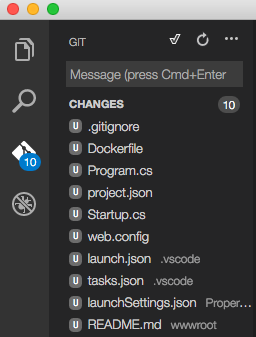 GIT
Message (press Cmd+Enter
CHANGES 10
U .gitignore
U Dockerfile
U Program.cs
10
U project.json
U Startup.cs
U web.config
U launch.json .vscode
U tasks.json .vscode
U launchSettings.json Proper...
U README.md wwwroot